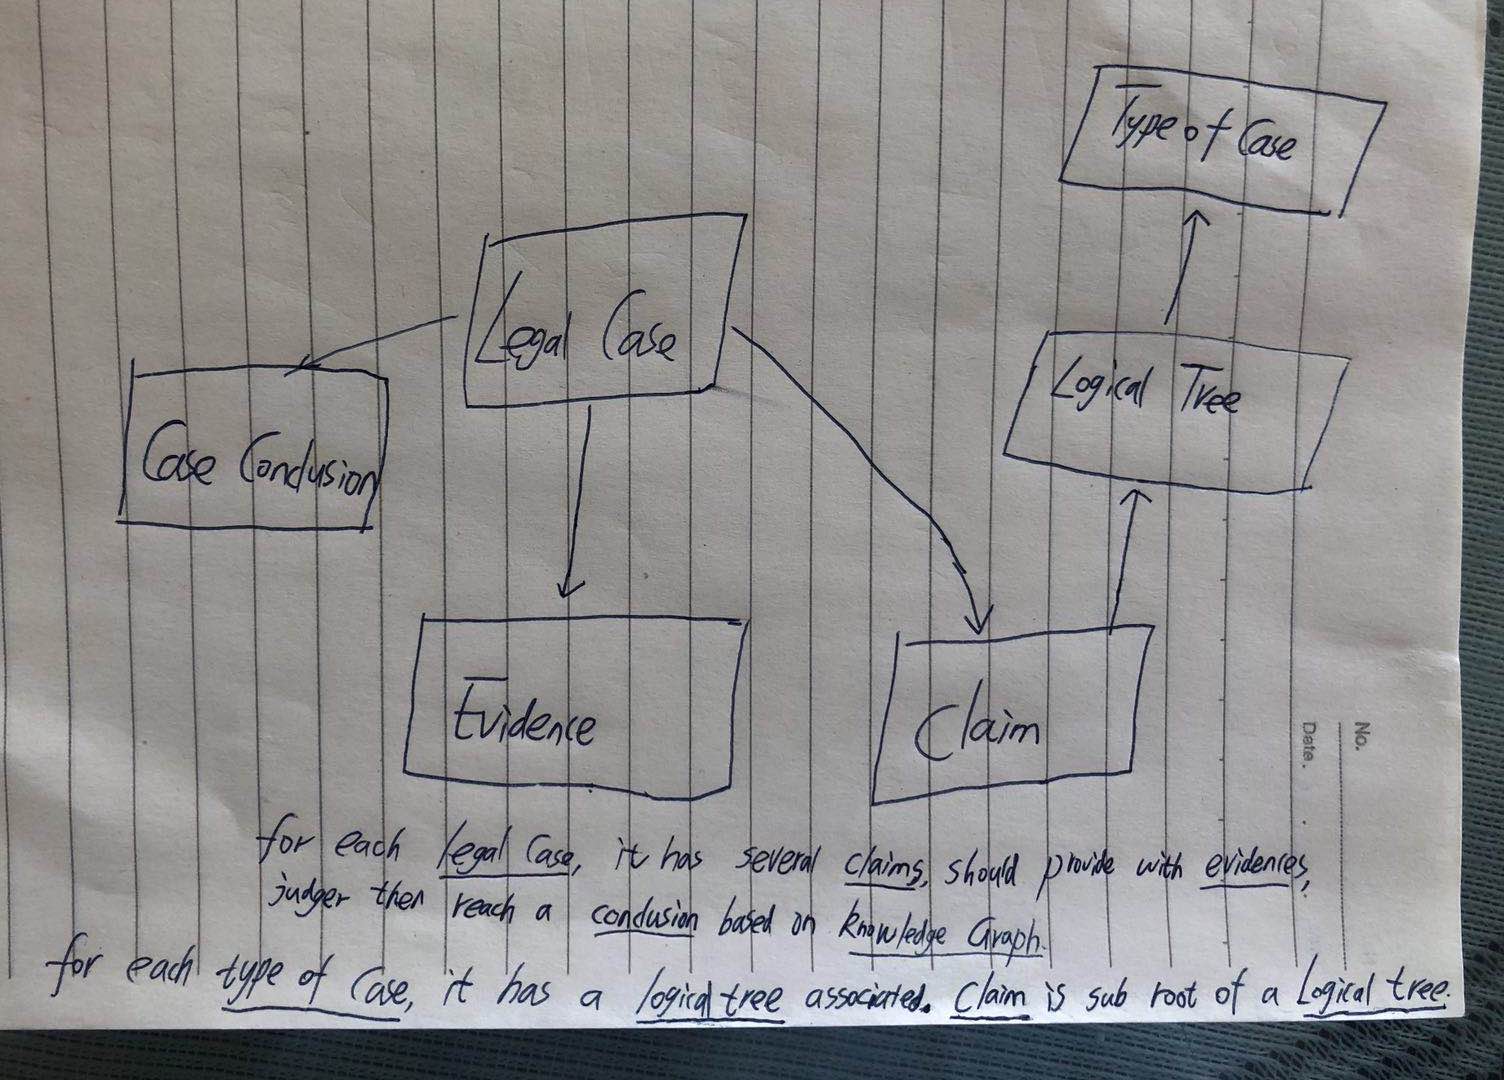 Type of Case
Legal Case
Logical Tree
Case Conclusion
Evidence
Claim
No.
Date.
for each legal Case, it has several claims, should provide with evidences,
judger then reach a conclusion based on knowledge Graph.
for each type of Case, it has a logical tree associated. Claim is sub root of a Logical tree.